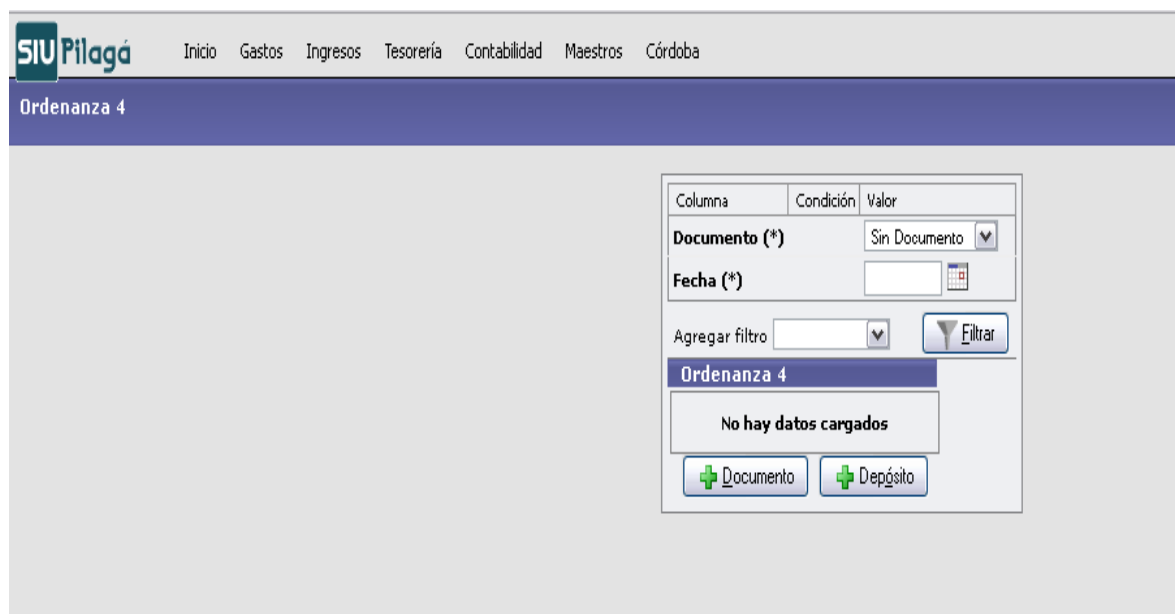 SIU Pilagá Inicio Gastos Ingresos Tesorería Contabilidad Maestros Córdoba
Ordenanza 4
Columna Condición Valor
Documento (*) Sin Documento
Fecha (*)
Agregar filtro Filtrar
Ordenanza 4
No hay datos cargados
Documento Depósito